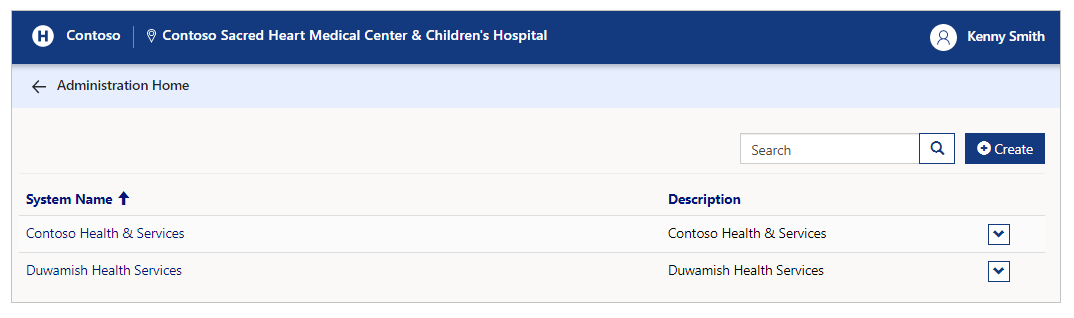 H Contoso Contoso Sacred Heart Medical Center & Children's Hospital Kenny Smith
Administration Home
Search Create
System Name Description
Contoso Health & Services Contoso Health & Services
Duwamish Health Services Duwamish Health Services